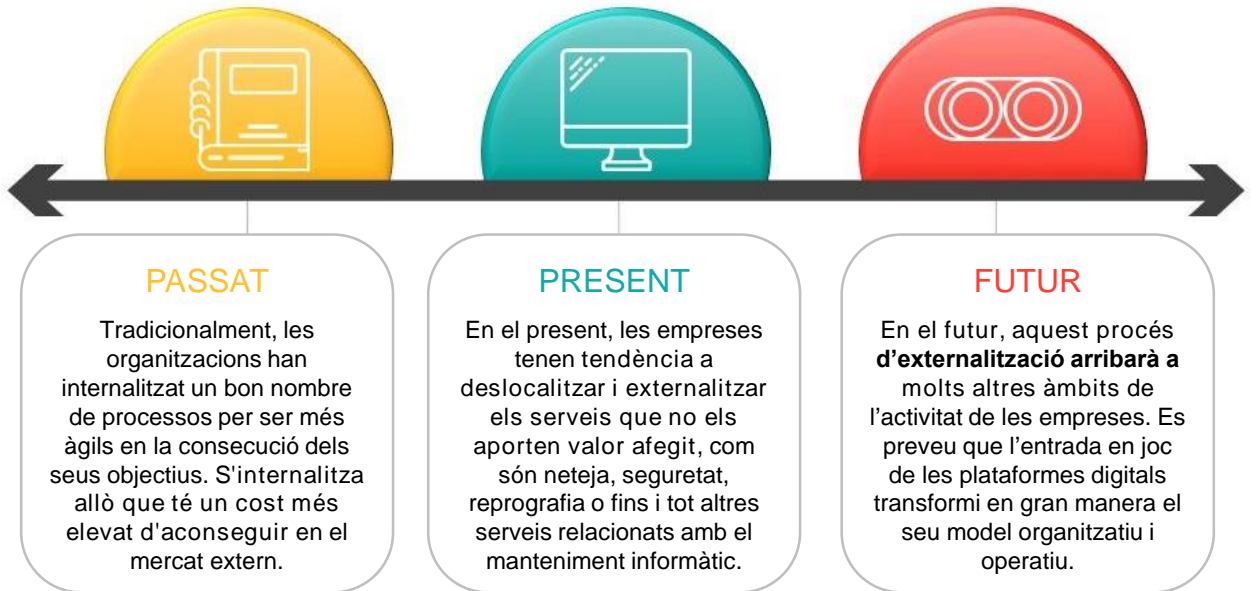 PASSAT
Tradicionalment, les
organitzacions han
internalitzat un bon nombre
de processos per ser més
àgils en la consecució dels
seus objectius. S'internalitza
allò que té un cost més
elevat d'aconseguir en el
mercat extern.
PRESENT
En el present, les empreses
tenen tendència a
deslocalitzar i externalitzar
els serveis que no els
aporten valor afegit, com
són neteja, seguretat,
reprografia o fins i tot altres
serveis relacionats amb el
manteniment informàtic.
FUTUR
En el futur, aquest procés
d’externalització arribarà a
molts altres àmbits de
l’activitat de les empreses. Es
preveu que l’entrada en joc
de les plataformes digitals
transformi en gran manera el
seu model organitzatiu i
operatiu.